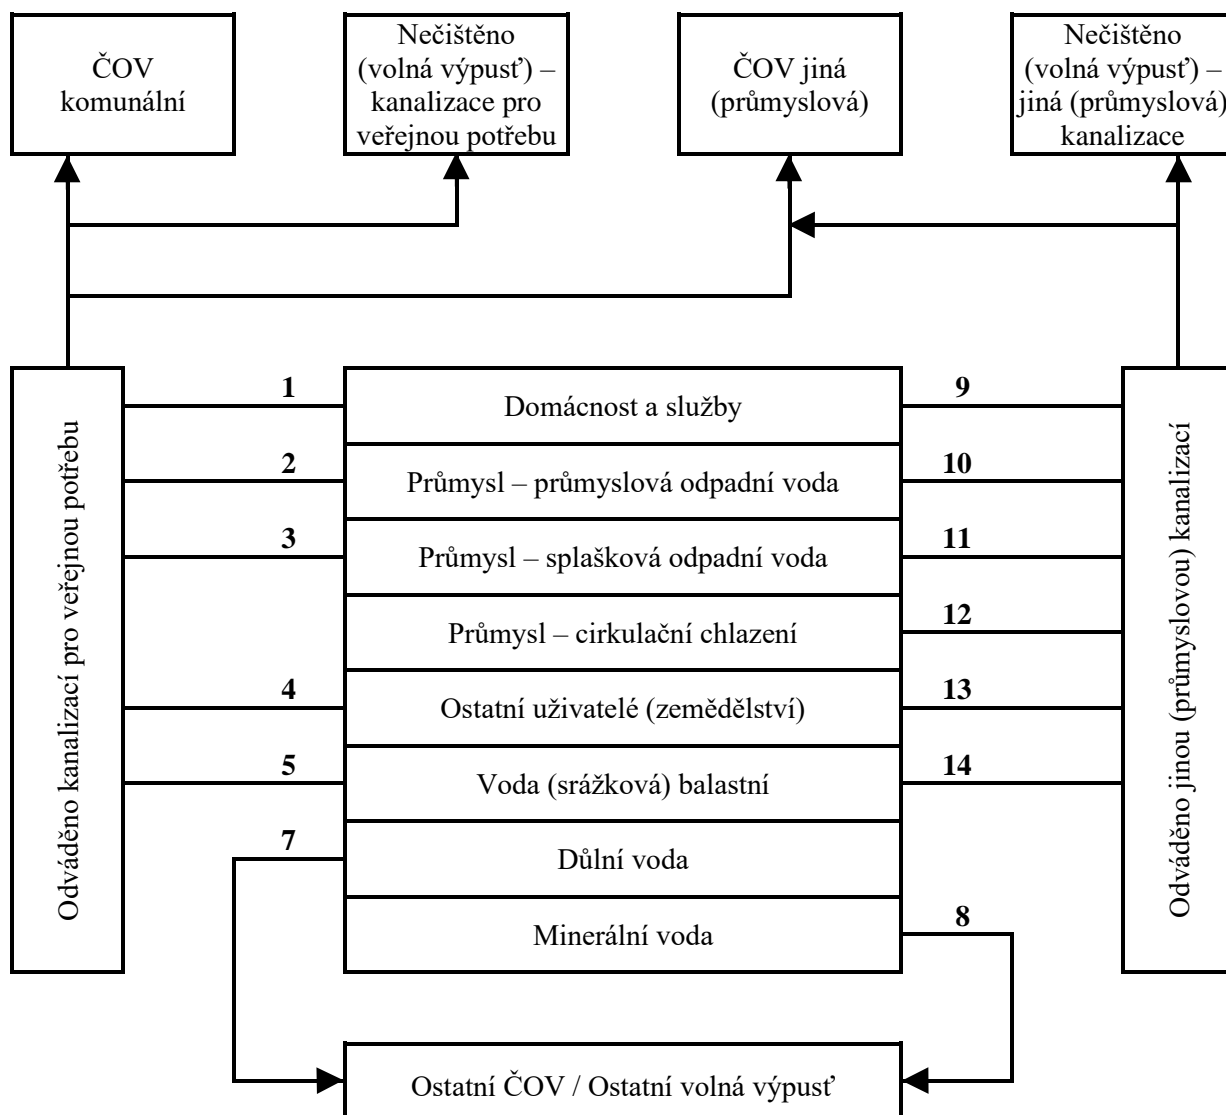 ČOV
komunální
Nečištěno
(volná výpusť) –
kanalizace pro
veřejnou potřebu
ČOV jiná
(průmyslová)
Nečištěno
(volná výpusť) –
jiná (průmyslová)
kanalizace
Odváděno kanalizací pro veřejnou potřebu
1
Domácnost a služby
9
2
Průmysl – průmyslová odpadní voda
10
3
Průmysl – splašková odpadní voda
11
Průmysl – cirkulační chlazení
12
4
Ostatní uživatelé (zemědělství)
13
5
Voda (srážková) balastní
14
7
Důlní voda
Minerální voda
8
Odváděno jinou (průmyslovou) kanalizací
Ostatní ČOV / Ostatní volná výpusť